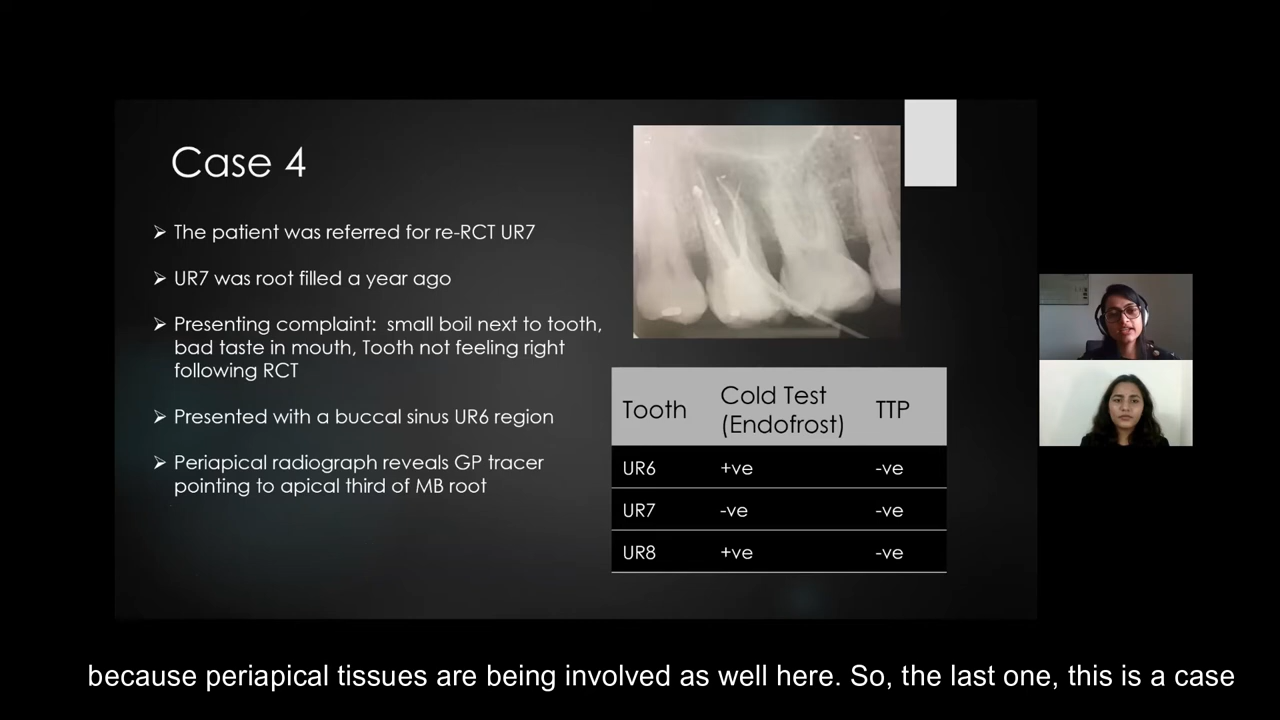 Case 4
➢ The patient was referred for re-RCT UR7
➢ UR7 was root filled a year ago
➢ Presenting complaint: small boil next to tooth,
bad taste in mouth, Tooth not feeling right
following RCT
➢ Presented with a buccal sinus UR6 region
➢ Periapical radiograph reveals GP tracer
pointing to apical third of MB root
Tooth Cold Test (Endofrost) TTP
UR6 +ve -ve
UR7 -ve -ve
UR8 +ve -ve
because periapical tissues are being involved as well here. So, the last one, this is a case